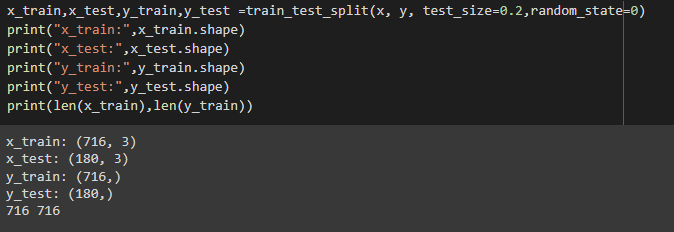 x_train,x_test,y_train,y_test =train_test_split(x, y, test_size=0.2,random_state=0)
print("x_train:",x_train.shape)
print("x_test:",x_test.shape)
print("y_train:",y_train.shape)
print("y_test:",y_test.shape)
print(len(x_train),len(y_train))
x_train: (716, 3)
x_test: (180, 3)
y_train: (716,)
y_test: (180,)
716 716